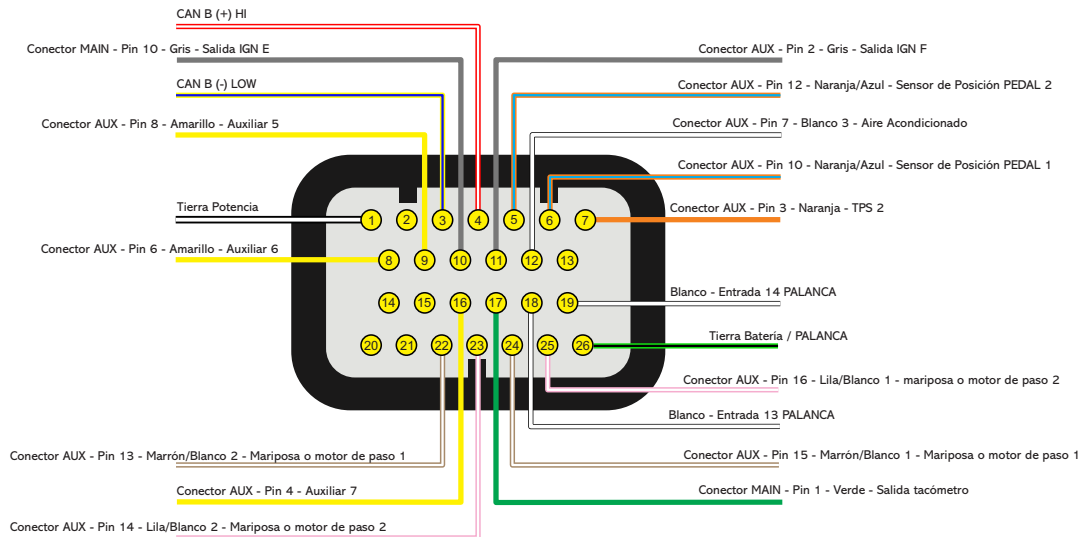 CAN B (+) HI
Conector MAIN - Pin 10 - Gris - Salida IGN E
CAN B (-) LOW
Conector AUX - Pin 8 - Amarillo - Auxiliar 5
Tierra Potencia
Conector AUX - Pin 6 - Amarillo - Auxiliar 6
Conector AUX - Pin 2 - Gris - Salida IGN F
Conector AUX - Pin 12 - Naranja/Azul - Sensor de Posición PEDAL 2
Conector AUX - Pin 7 - Blanco 3 - Aire Acondicionado
Conector AUX - Pin 10 - Naranja/Azul - Sensor de Posición PEDAL 1
Conector AUX - Pin 3 - Naranja - TPS 2
1 2 3 4 5 6 7
8 9 10 11 12 13
14 15 16 17 18 19
20 21 22 23 24 25 26
Blanco - Entrada 14 PALANCA
Tierra Batería / PALANCA
Conector AUX - Pin 16 - Lila/Blanco 1 - mariposa o motor de paso 2
Blanco - Entrada 13 PALANCA
Conector AUX - Pin 15 - Marrón/Blanco 1 - Mariposa o motor de paso 1
Conector MAIN - Pin 1 - Verde - Salida tacómetro
Conector AUX - Pin 13 - Marrón/Blanco 2 - Mariposa o motor de paso 1
Conector AUX - Pin 4 - Auxiliar 7
Conector AUX - Pin 14 - Lila/Blanco 2 - Mariposa o motor de paso 2